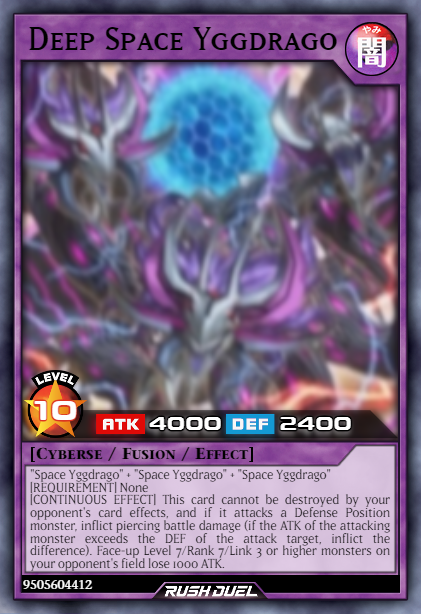 Deep Space Yggdrago
やみ
闇
LEVEL
10
ATK 4000 DEF 2400
[Cyberse / Fusion / Effect]
"Space Yggdrago" + "Space Yggdrago" + "Space Yggdrago"
[REQUIREMENT] None
[CONTINUOUS EFFECT] This card cannot be destroyed by your
opponent's card effects, and if it attacks a Defense Position
monster, inflict piercing battle damage (if the ATK of the attacking
monster exceeds the DEF of the attack target, inflict the
difference). Face-up Level 7/Rank 7/Link 3 or higher monsters on
your opponent's field lose 1000 ATK.
9505604412
RUSH DUEL